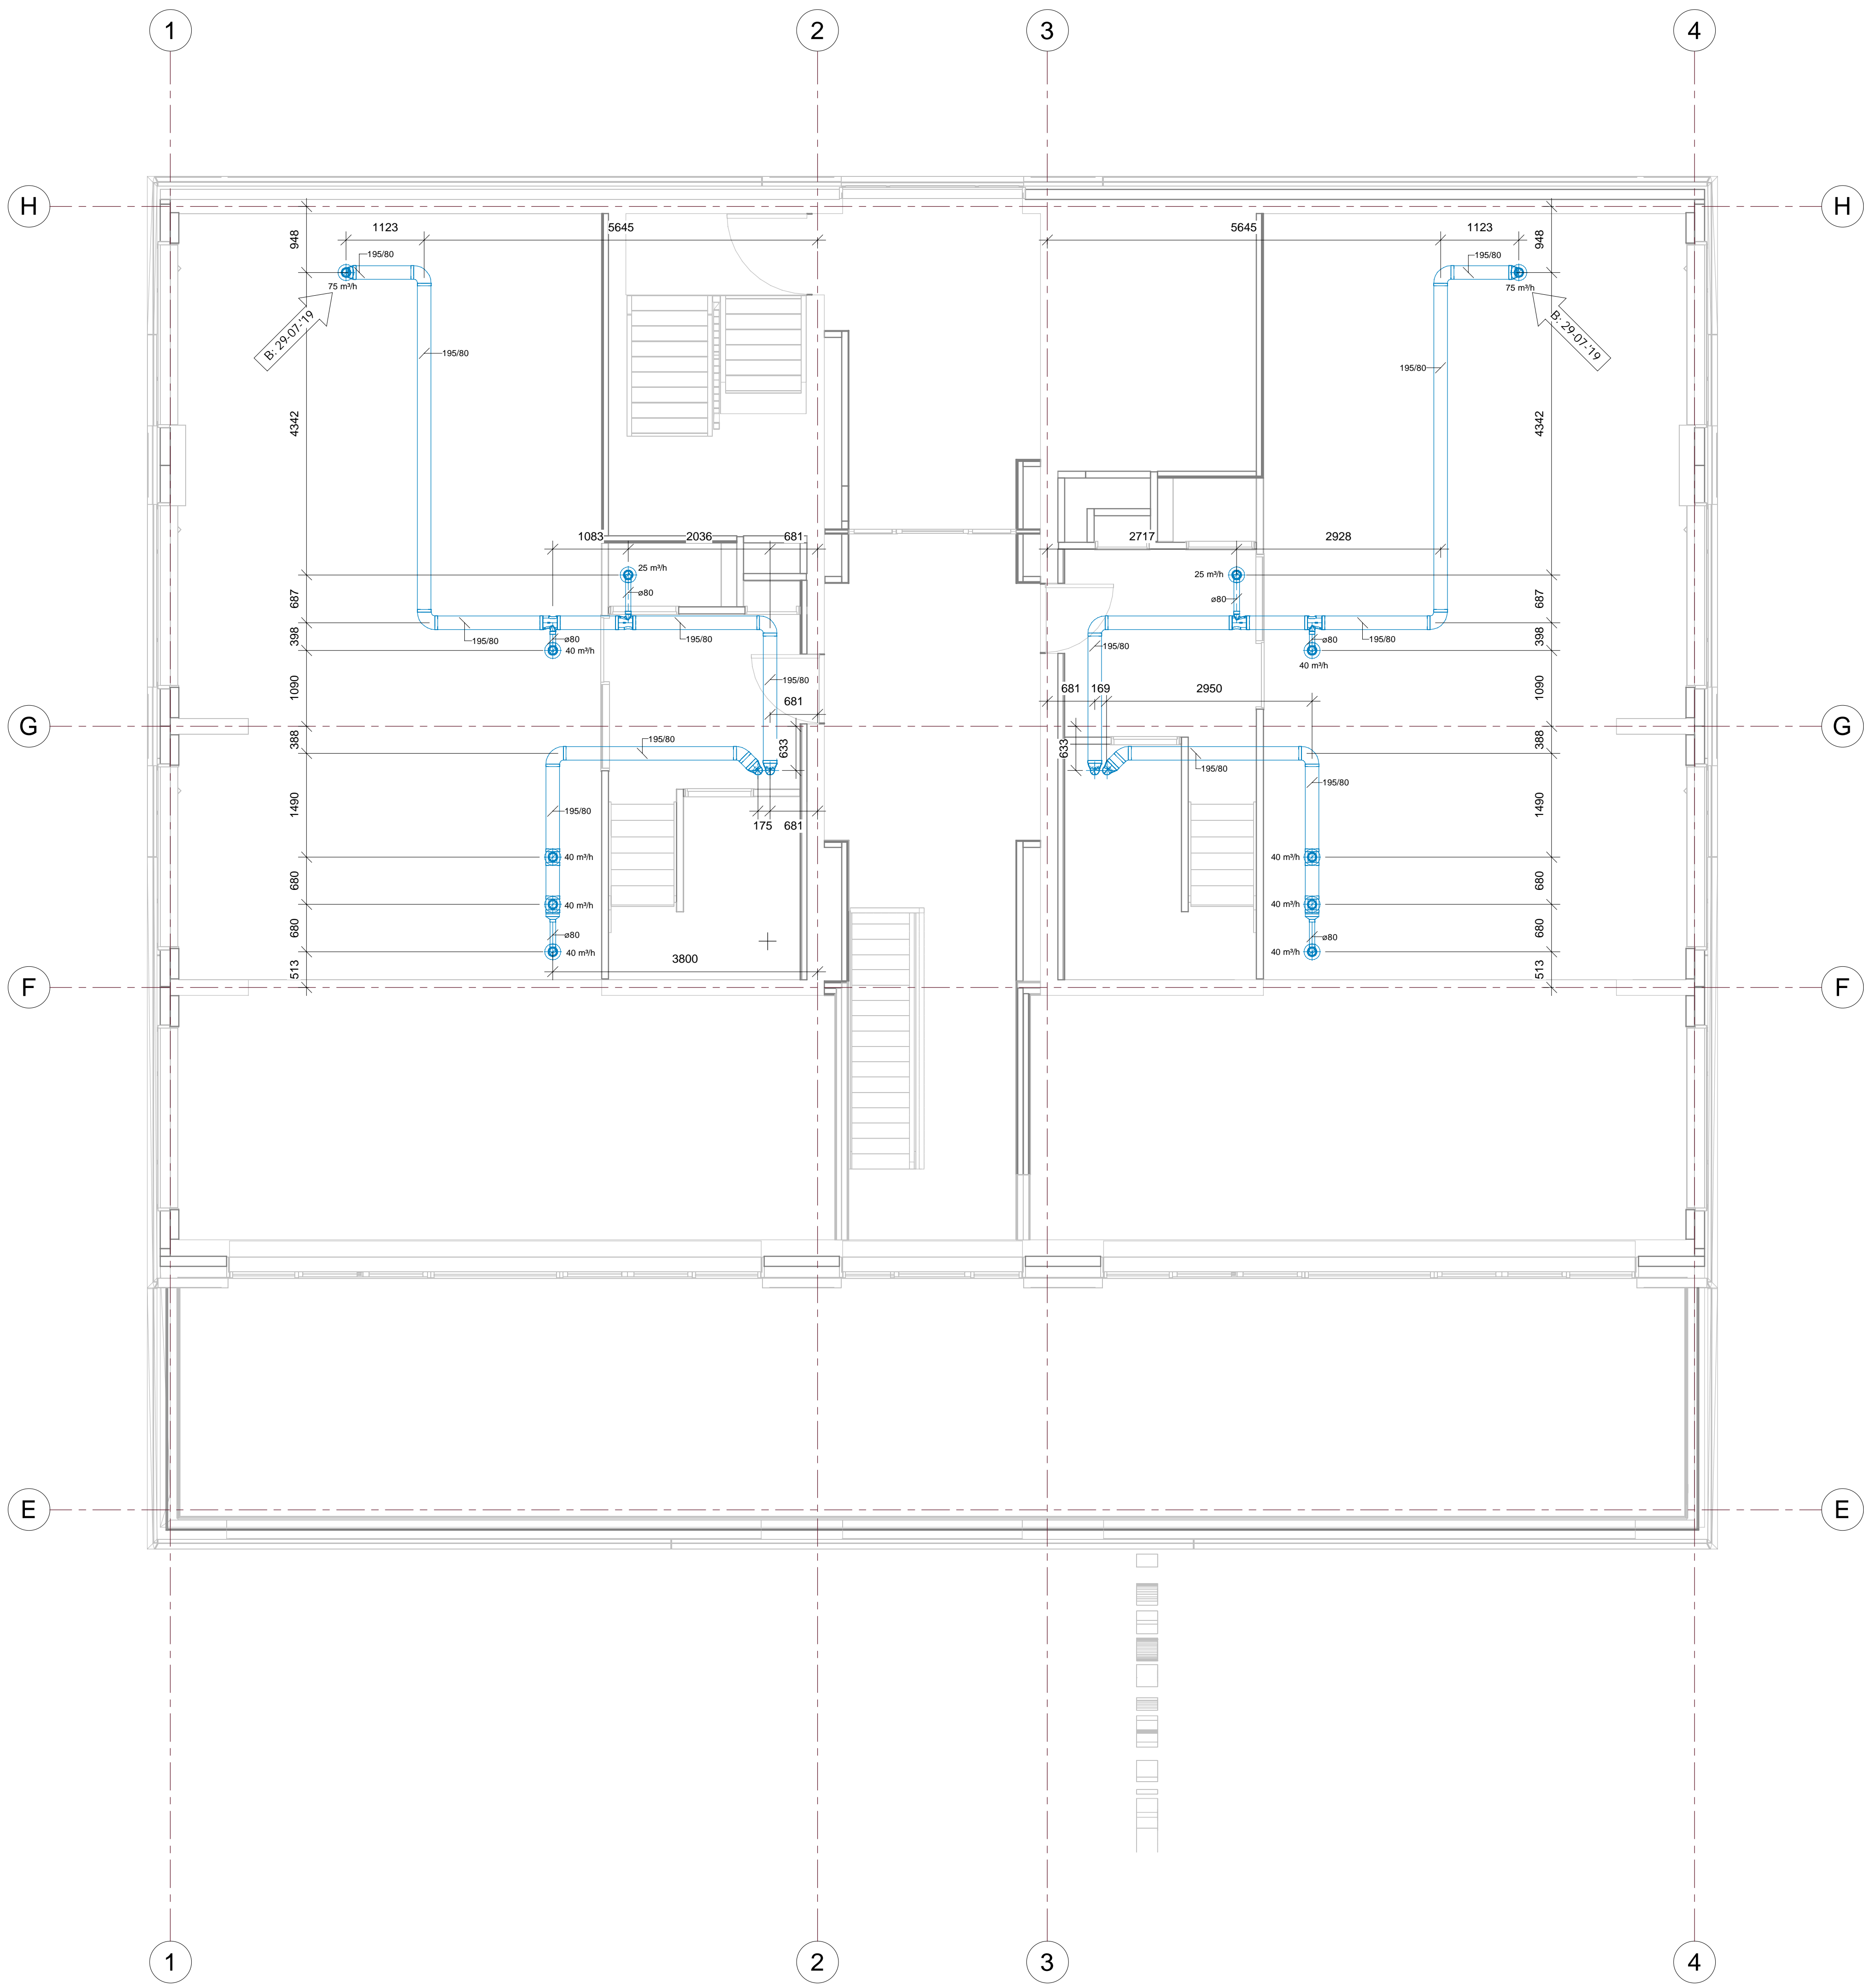 1 2 3 4
H H
1123 5645 5645 1123
948 948
195/80 195/80
75 m³/h 75 m³/h
B: 29-07-'19 B: 29-07-'19
195/80 195/80
4342 4342
1083 2036 681 2717 2928
25 m³/h 25 m³/h
687 ø80 ø80 687
398 195/80 ø80 195/80 195/80 ø80 195/80 398
40 m³/h 40 m³/h
1090 195/80 681 169 2950 1090
681
G G
388 195/80 633 633 195/80 388
1490 195/80 195/80 1490
175 681
40 m³/h 40 m³/h
680 680
40 m³/h 40 m³/h
680 ø80 ø80 680
40 m³/h 40 m³/h
513 3800 513
F F
E E
1 2 3 4